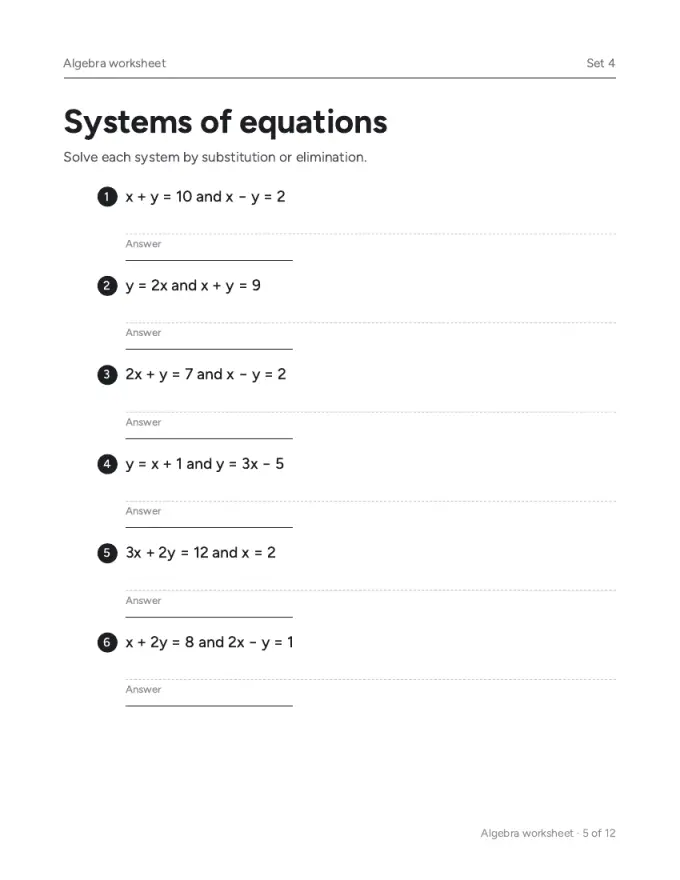 Algebra worksheet
Set 4
Systems of equations
Solve each system by substitution or elimination.
1 x + y = 10 and x − y = 2
Answer
2 y = 2x and x + y = 9
Answer
3 2x + y = 7 and x − y = 2
Answer
4 y = x + 1 and y = 3x − 5
Answer
5 3x + 2y = 12 and x = 2
Answer
6 x + 2y = 8 and 2x − y = 1
Answer
Algebra worksheet · 5 of 12